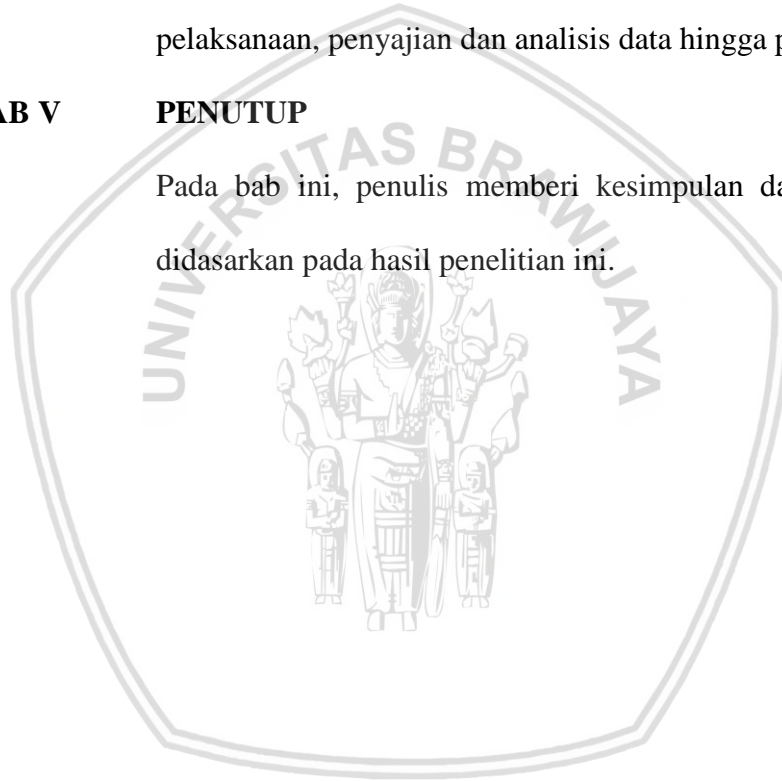 pelaksanaan, penyajian dan analisis data hingga
AB V PENUTUP
Pada bab ini, penulis memberi kesimpulan
didasarkan pada hasil penelitian ini.
UNIVERSITAS BRAWIJAYA